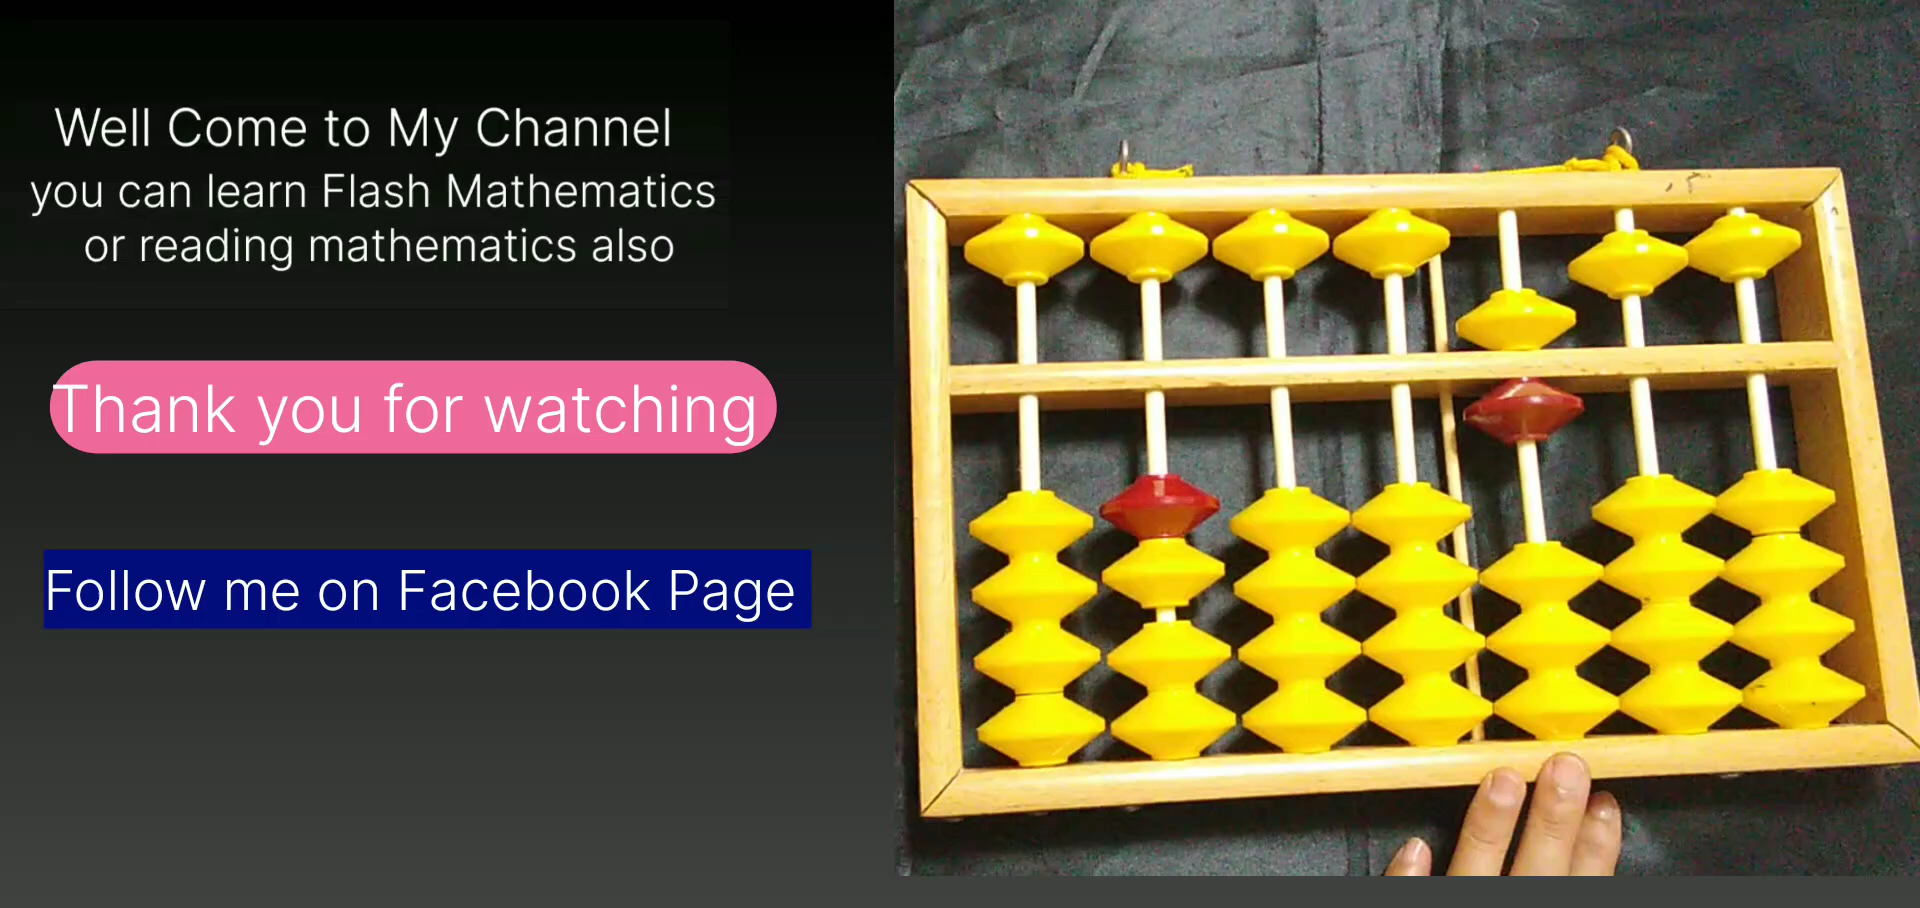 Well Come to My Channel
you can learn Flash Mathematics
or reading mathematics also
Thank you for watching
Follow me on Facebook Page